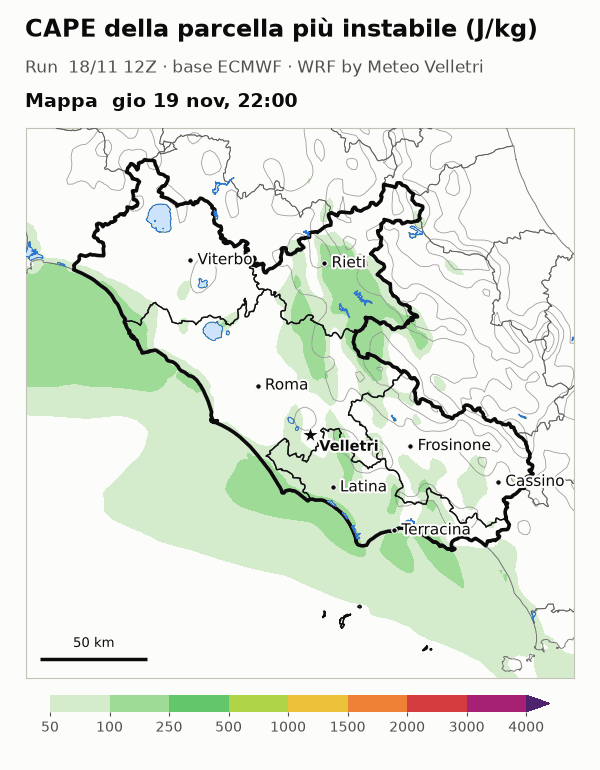 CAPE della parcella più instabile (J/kg)
Run  18/11 12Z · base ECMWF · WRF by Meteo Velletri
Mappa  gio 19 nov, 22:00
Viterbo
Rieti
Roma
Velletri
Frosinone
Cassino
Latina
Terracina
50 km
50 100 250 500 1000 1500 2000 3000 4000